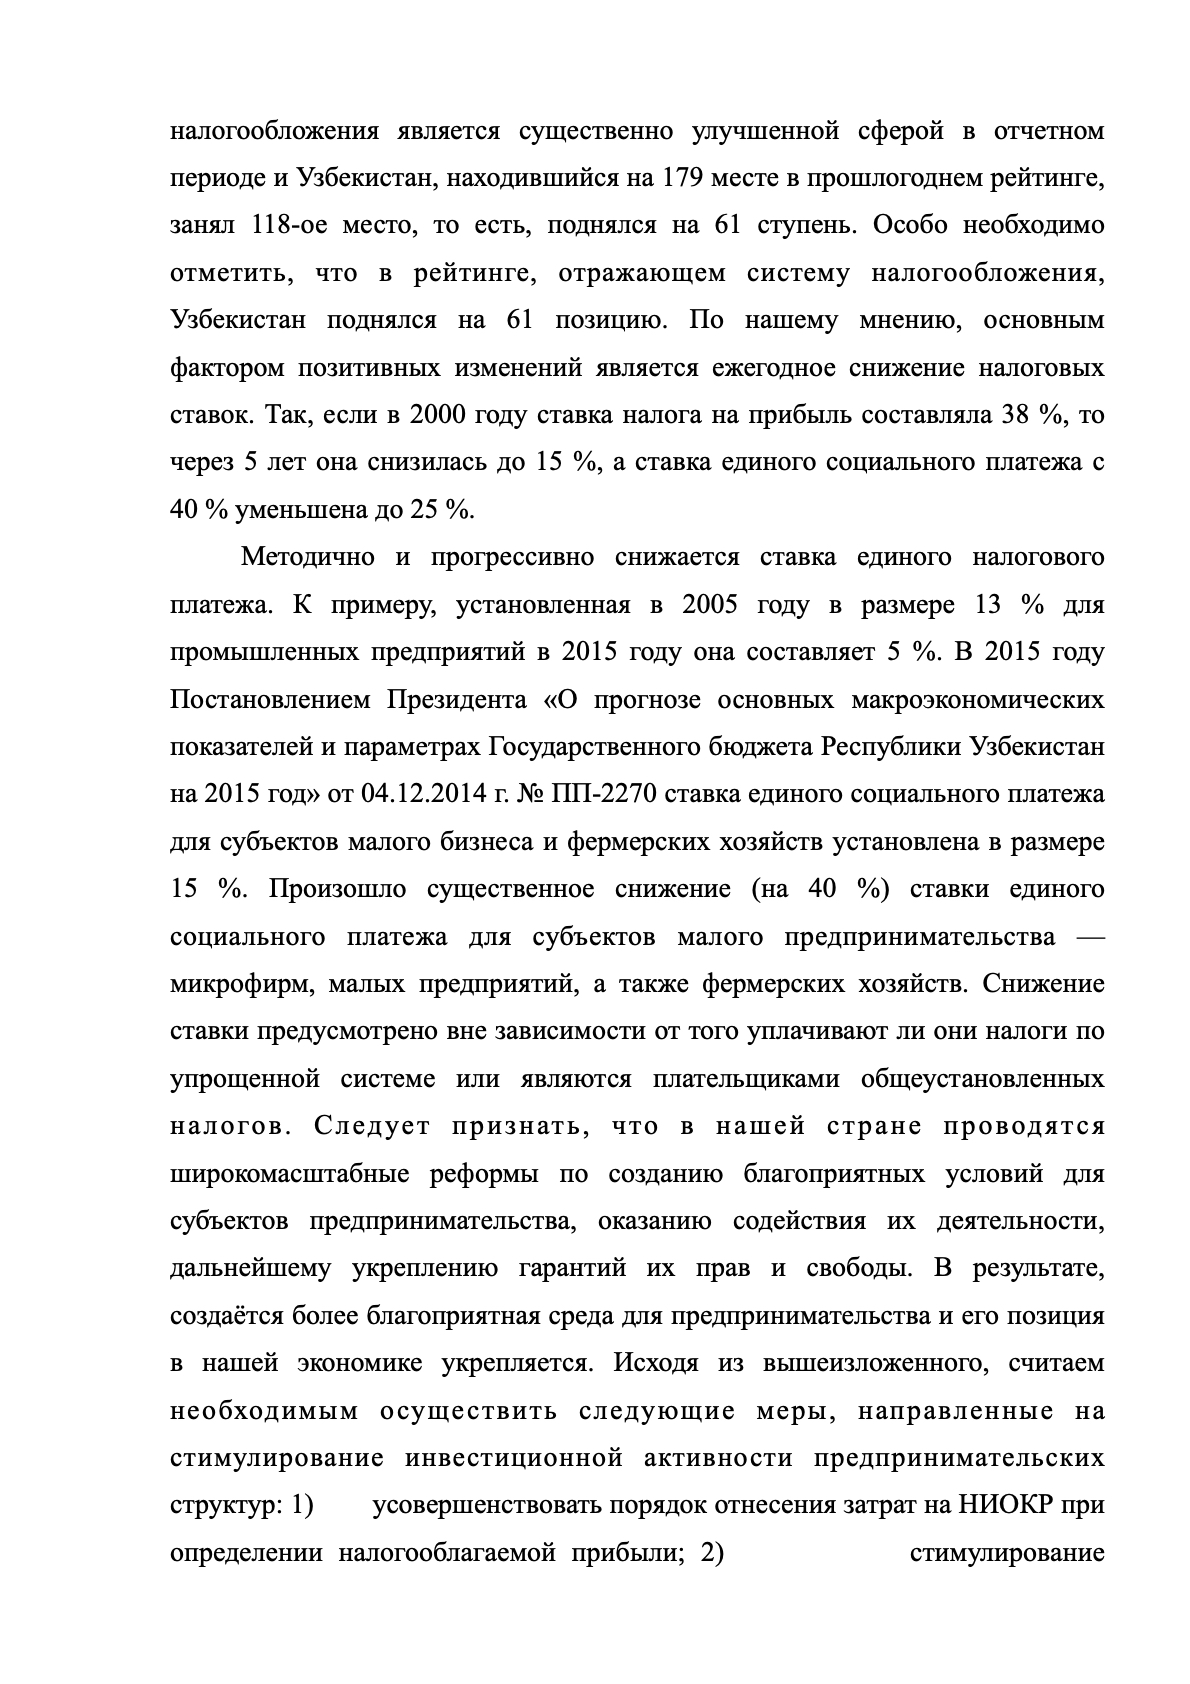 налогообложения является существенно улучшенной сферой в отчетном
периоде и Узбекистан, находившийся на 179 месте в прошлогоднем рейтинге,
занял 118-ое место, то есть, поднялся на 61 ступень. Особо необходимо
отметить, что в рейтинге, отражающем систему налогообложения,
Узбекистан поднялся на 61 позицию. По нашему мнению, основным
фактором позитивных изменений является ежегодное снижение налоговых
ставок. Так, если в 2000 году ставка налога на прибыль составляла 38 %, то
через 5 лет она снизилась до 15 %, а ставка единого социального платежа с
40 % уменьшена до 25 %.
Методично и прогрессивно снижается ставка единого налогового
платежа. К примеру, установленная в 2005 году в размере 13 % для
промышленных предприятий в 2015 году она составляет 5 %. В 2015 году
Постановлением Президента «О прогнозе основных макроэкономических
показателей и параметрах Государственного бюджета Республики Узбекистан
на 2015 год» от 04.12.2014 г. № ПП-2270 ставка единого социального платежа
для субъектов малого бизнеса и фермерских хозяйств установлена в размере
15 %. Произошло существенное снижение (на 40 %) ставки единого
социального платежа для субъектов малого предпринимательства —
микрофирм, малых предприятий, а также фермерских хозяйств. Снижение
ставки предусмотрено вне зависимости от того уплачивают ли они налоги по
упрощенной системе или являются плательщиками общеустановленных
налогов. Следует признать, что в нашей стране проводятся
широкомасштабные реформы по созданию благоприятных условий для
субъектов предпринимательства, оказанию содействия их деятельности,
дальнейшему укреплению гарантий их прав и свободы. В результате,
создаётся более благоприятная среда для предпринимательства и его позиция
в нашей экономике укрепляется. Исходя из вышеизложенного, считаем
необходимым осуществить следующие меры, направленные на
стимулирование инвестиционной активности предпринимательских
структур: 1) усовершенствовать порядок отнесения затрат на НИОКР при
определении налогооблагаемой прибыли; 2) стимулирование